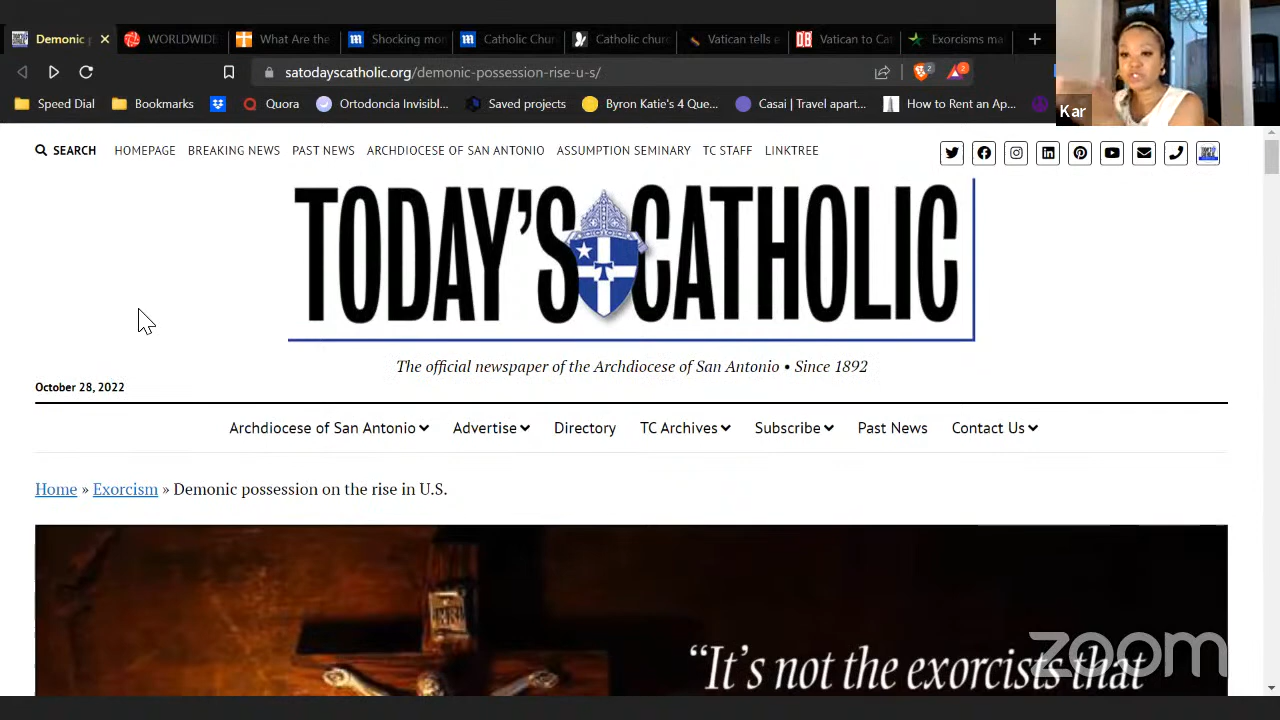 Demonic p
WORLDWIDE
What Are the
Shocking mo
Catholic Chur
Catholic churc
Vatican tells e
Vatican to Cat
Exorcisms ma
satodayscatholic.org/demonic-possession-rise-u-s/
2
2
Speed Dial
Bookmarks
Quora
Ortodoncia Invisibl...
Saved projects
Byron Katie's 4 Que...
Casai | Travel apart...
How to Rent an Ap...
Kar
SEARCH
HOMEPAGE
BREAKING NEWS
PAST NEWS
ARCHDIOCESE OF SAN ANTONIO
ASSUMPTION SEMINARY
TC STAFF
LINKTREE
TODAY'S CATHOLIC
The official newspaper of the Archdiocese of San Antonio • Since 1892
October 28, 2022
Archdiocese of San Antonio
Advertise
Directory
TC Archives
Subscribe
Past News
Contact Us
Home » Exorcism » Demonic possession on the rise in U.S.
“It's not the exorcists that
zoom